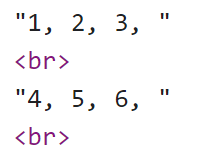 "1, 2, 3, "
<br>
"4, 5, 6, "
<br>